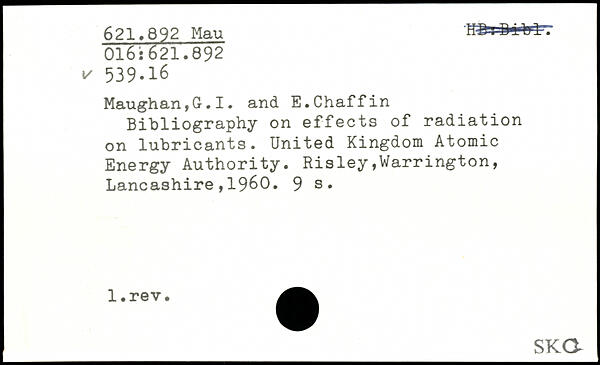 621.892 Mau
HB:Bibl.
016:621.892
✓ 539.16
Maughan,G.I. and E.Chaffin
Bibliography on effects of radiation
on lubricants. United Kingdom Atomic
Energy Authority. Risley,Warrington,
Lancashire,1960. 9 s.
1.rev.
SKC